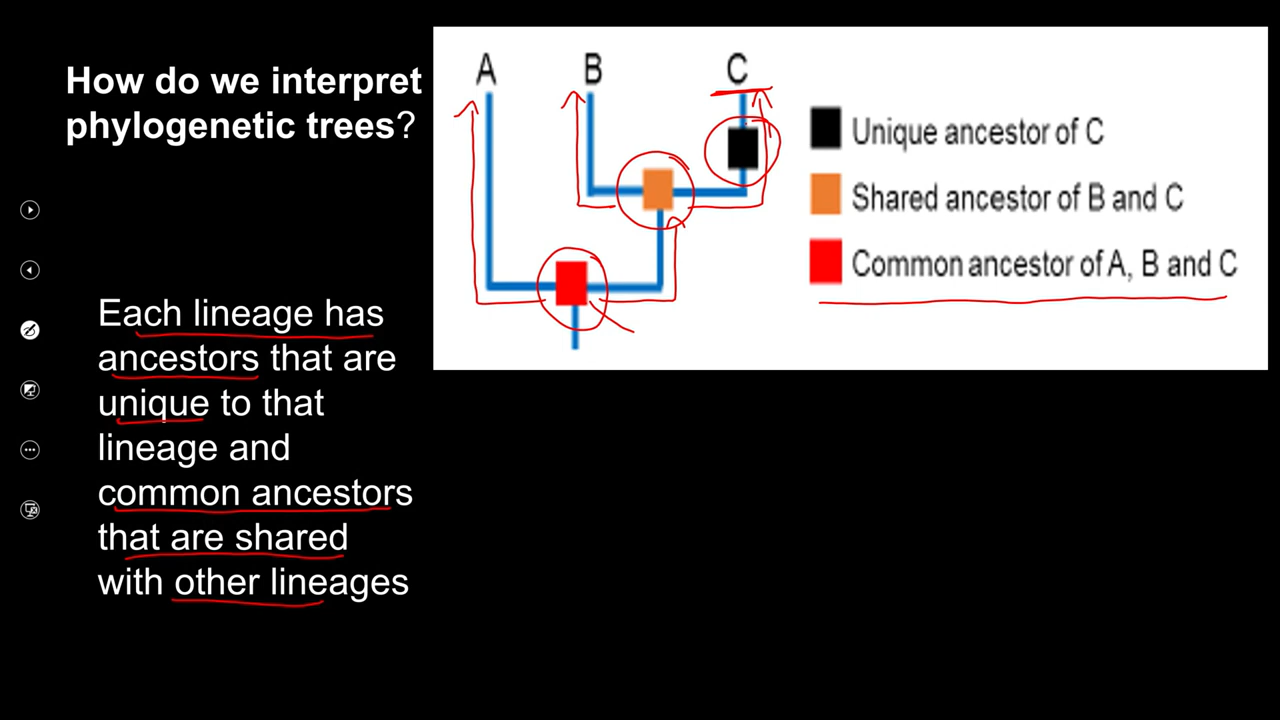 How do we interpret
phylogenetic trees?
A B C
Unique ancestor of C
Shared ancestor of B and C
Common ancestor of A, B and C
Each lineage has
ancestors that are
unique to that
lineage and
common ancestors
that are shared
with other lineages